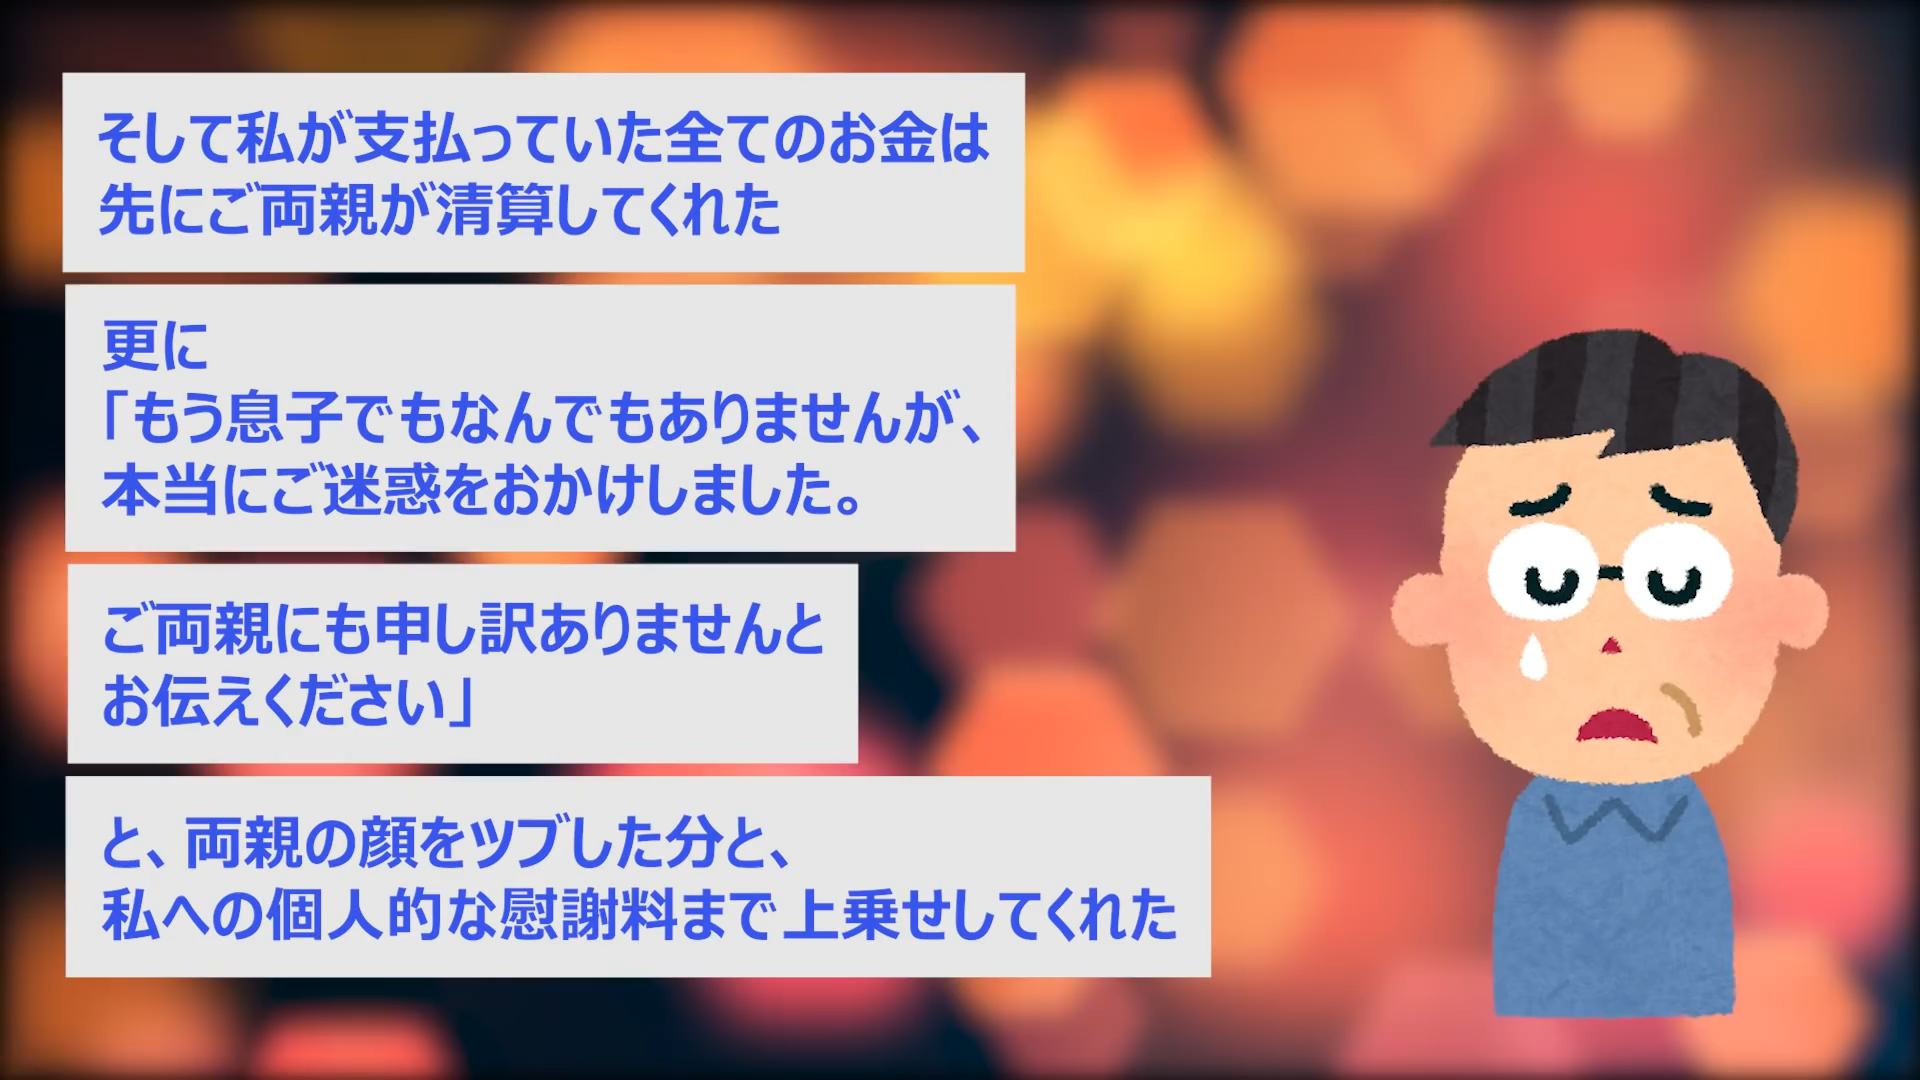 そして私が支払っていた全てのお金は
先にご両親が清算してくれた
更に
「もう息子でもなんでもありませんが、
本当にご迷惑をおかけしました。
ご両親にも申し訳ありませんと
お伝えください」
と、両親の顔をツブした分と、
私への個人的な慰謝料まで上乗せしてくれた